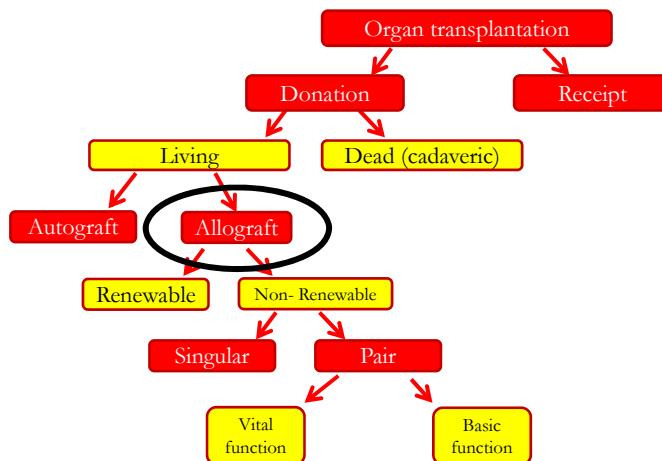 Organ transplantation
Donation
Receipt
Living
Dead (cadaveric)
Autograft
Allograft
Renewable
Non- Renewable
Singular
Pair
Vital
function
Basic
function